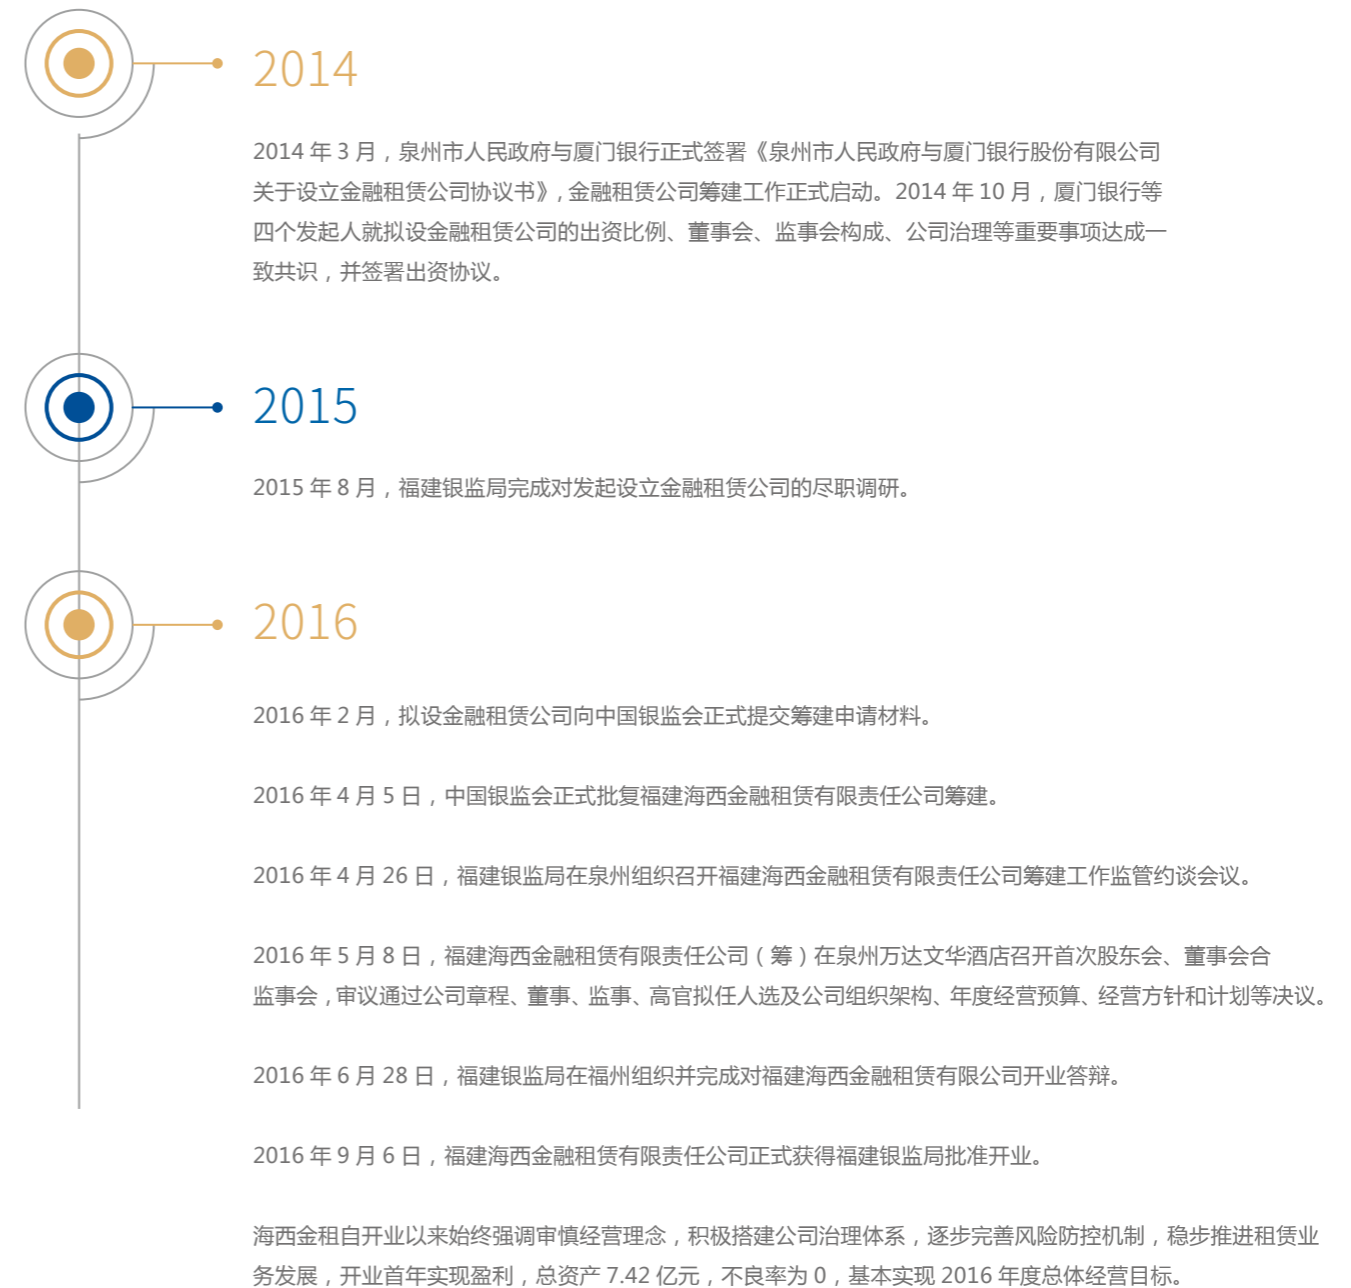 2014
2014 年 3 月，泉州市人民政府与厦门银行正式签署《泉州市人民政府与厦门银行股份有限公司
关于设立金融租赁公司协议书》，金融租赁公司筹建工作正式启动。2014 年 10 月，厦门银行等
四个发起人就拟设金融租赁公司的出资比例、董事会、监事会构成、公司治理等重要事项达成一
致共识，并签署出资协议。
2015
2015 年 8 月，福建银监局完成对发起设立金融租赁公司的尽职调研。
2016
2016 年 2 月，拟设金融租赁公司向中国银监会正式提交筹建申请材料。
2016 年 4 月 5 日，中国银监会正式批复福建海西金融租赁有限责任公司筹建。
2016 年 4 月 26 日，福建银监局在泉州组织召开福建海西金融租赁有限责任公司筹建工作监管约谈会议。
2016 年 5 月 8 日，福建海西金融租赁有限责任公司（筹）在泉州万达文华酒店召开首次股东会、董事会合
监事会，审议通过公司章程、董事、监事、高官拟任人选及公司组织架构、年度经营预算、经营方针和计划等决议。
2016 年 6 月 28 日，福建银监局在福州组织并完成对福建海西金融租赁有限公司开业答辩。
2016 年 9 月 6 日，福建海西金融租赁有限责任公司正式获得福建银监局批准开业。
海西金租自开业以来始终强调审慎经营理念，积极搭建公司治理体系，逐步完善风险防控机制，稳步推进租赁业
务发展，开业首年实现盈利，总资产 7.42 亿元，不良率为 0，基本实现 2016 年度总体经营目标。